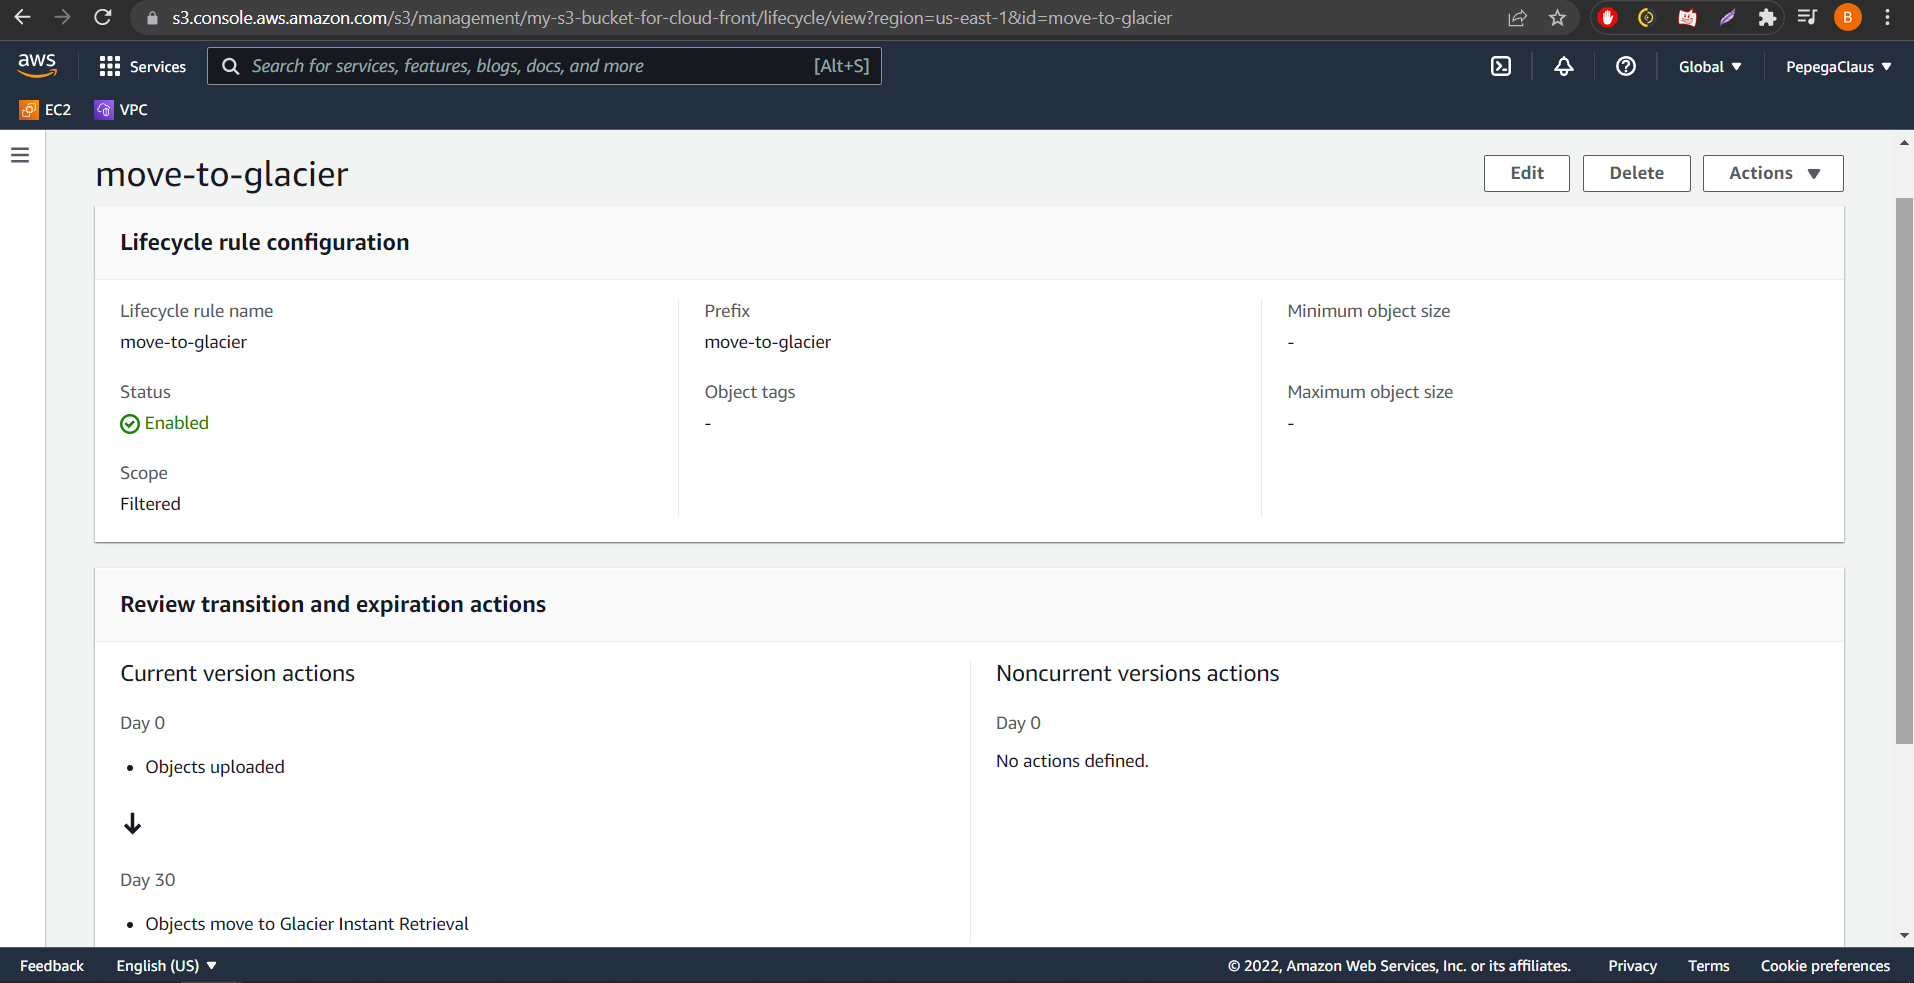 s3.console.aws.amazon.com/s3/management/my-s3-bucket-for-cloud-front/lifecycle/view?region=us-east-1&id=move-to-glacier
B
aws
Services
Search for services, features, blogs, docs, and more
[Alt+S]
Global
PepegaClaus
EC2
VPC
move-to-glacier
Edit
Delete
Actions
Lifecycle rule configuration
Lifecycle rule name
move-to-glacier
Status
Enabled
Scope
Filtered
Prefix
move-to-glacier
Object tags
-
Minimum object size
-
Maximum object size
-
Review transition and expiration actions
Current version actions
Day 0
• Objects uploaded
Day 30
• Objects move to Glacier Instant Retrieval
Noncurrent versions actions
Day 0
No actions defined.
Feedback
English (US)
© 2022, Amazon Web Services, Inc. or its affiliates.
Privacy
Terms
Cookie preferences